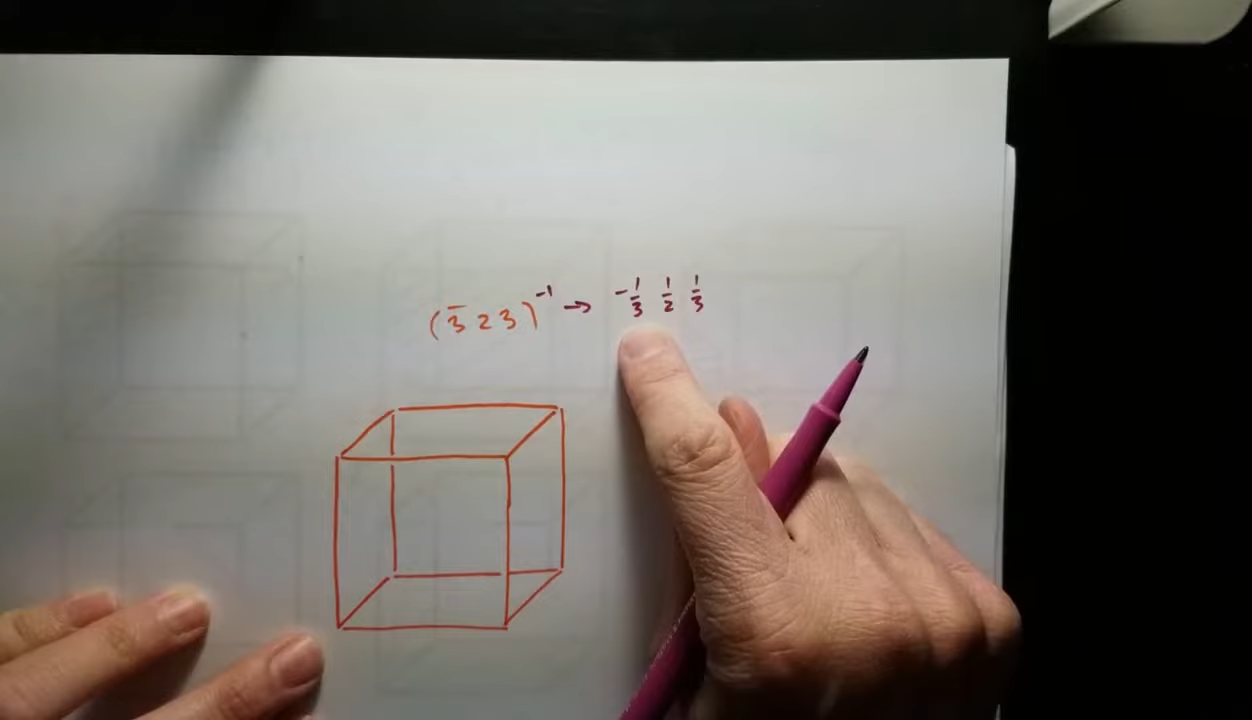 (3̅ 2 3)⁻¹ → -1/3 1/2 1/3